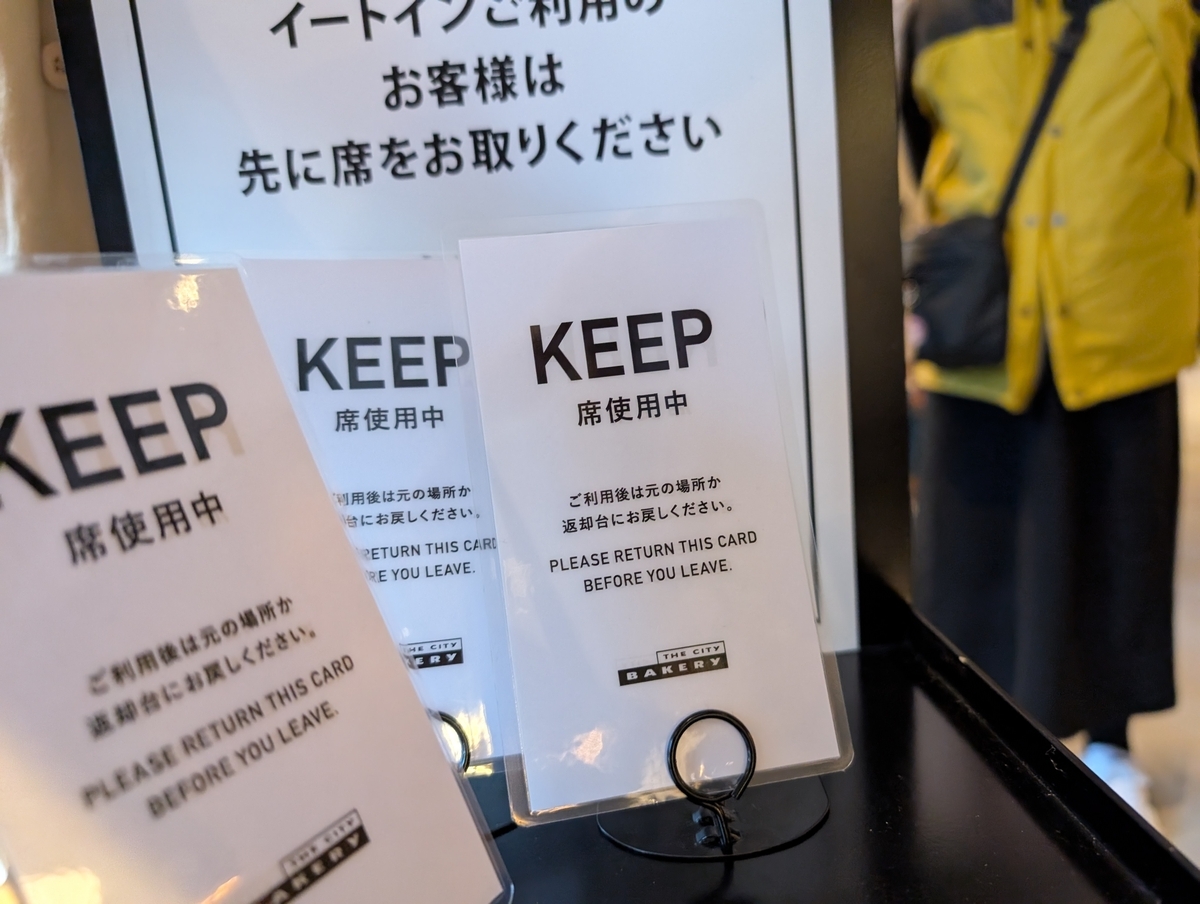 イートインご利用の
お客様は
先に席をお取りください
KEEP
席使用中
ご利用後は元の場所か
返却台にお戻しください。
PLEASE RETURN THIS CARD
BEFORE YOU LEAVE.
THE CITY
BAKERY
KEEP
席使用中
利用後は元の場所か
台にお戻しください。
RETURN THIS CARD
YOU LEAVE.
THE CITY
ERY
KEEP
席使用中
ご利用後は元の場所か
返却台にお戻しください。
PLEASE RETURN THIS CARD
BEFORE YOU LEAVE.
THE CITY
BAKERY